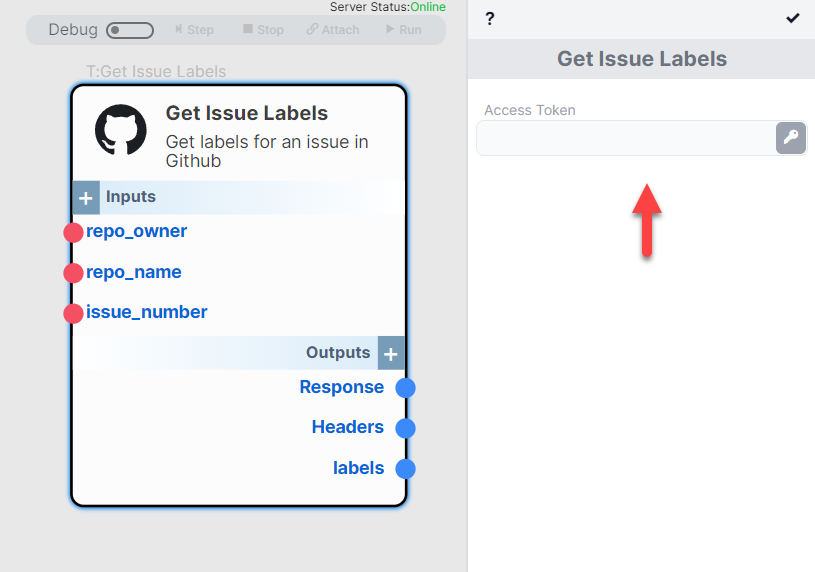 Server Status:Online
Debug
Step
Stop
Attach
Run
T:Get Issue Labels
Get Issue Labels
Get labels for an issue in
Github
+ Inputs
repo_owner
repo_name
issue_number
Outputs +
Response
Headers
labels
?
Get Issue Labels
Access Token